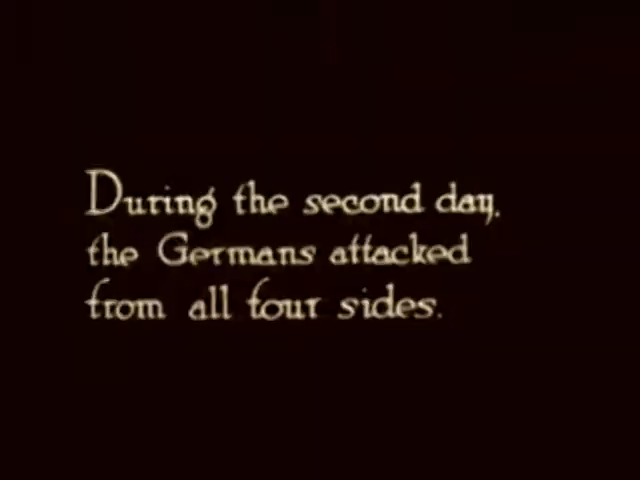 During the second day,
the Germans attacked
from all four sides.